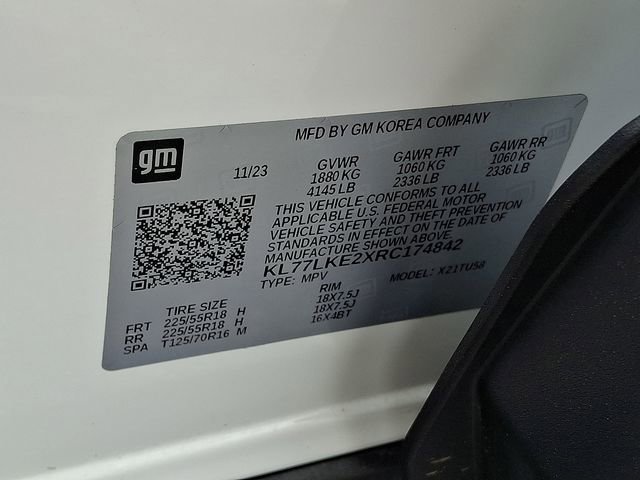 MFD BY GM KOREA COMPANY
gm
11/23
GVWR GAWR FRT GAWR RR
1880 KG 1060 KG 1060 KG
4145 LB 2336 LB 2336 LB
THIS VEHICLE CONFORMS TO ALL
APPLICABLE U.S. FEDERAL MOTOR
VEHICLE SAFETY AND THEFT PREVENTION
STANDARDS IN EFFECT ON THE DATE OF
MANUFACTURE SHOWN ABOVE.
KL77LKE2XRC174842
TYPE: MPV MODEL: X21TU58
TIRE SIZE RIM
FRT 225/55R18 H 18X7.5J
RR 225/55R18 H 18X7.5J
SPA T125/70R16 M 16X4BT